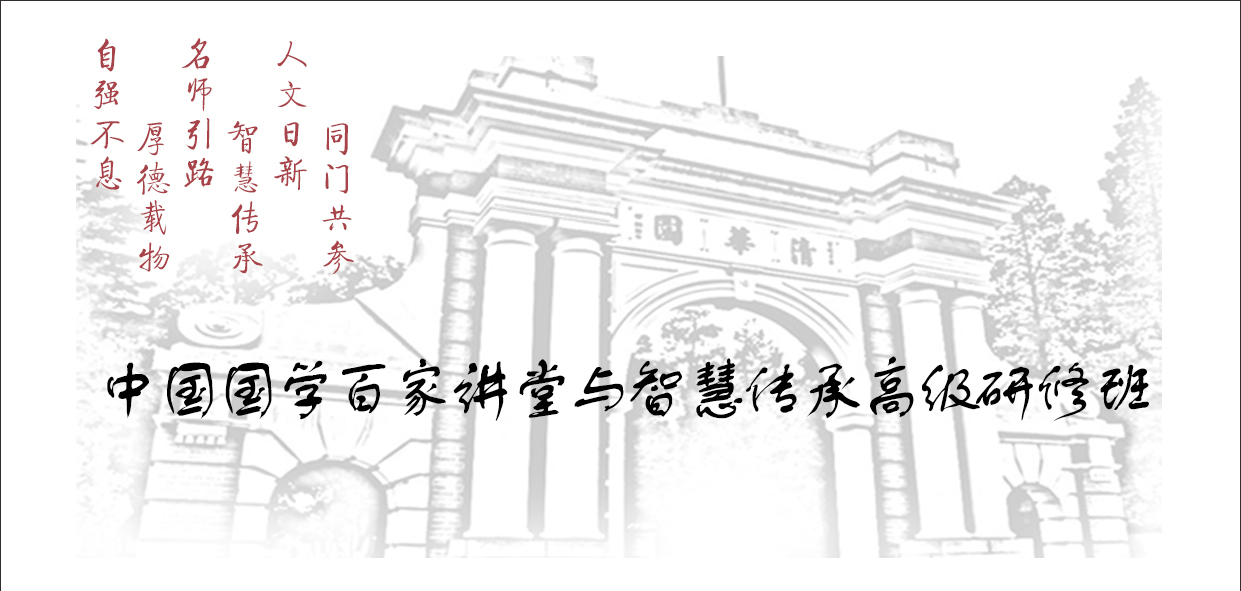 自强不息
厚德载物
名师引路
智慧传承
人文日新
同门共参
園華清
中国国学百家讲堂与智慧传承高级研修班